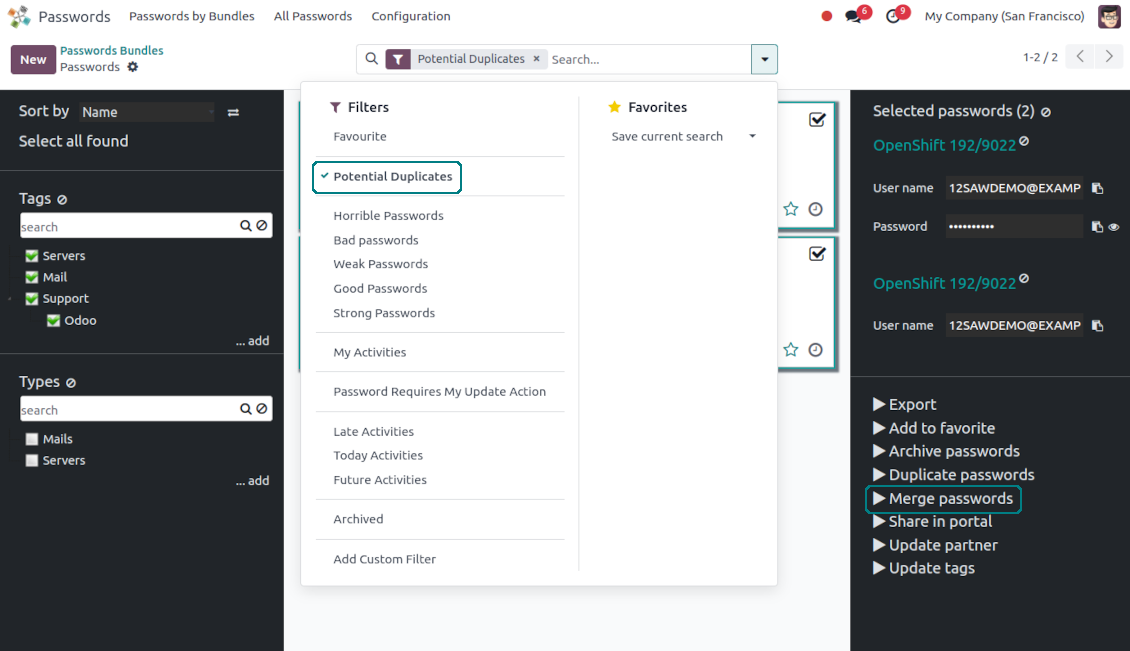 Passwords
Passwords by Bundles
All Passwords
Configuration
6
9
My Company (San Francisco)
New
Passwords Bundles
Passwords
Potential Duplicates ×
Search...
1-2 / 2
Sort by
Name
Select all found
Tags
search
Servers
Mail
Support
Odoo
... add
Types
search
Mails
Servers
... add
Filters
Favourite
Potential Duplicates
Horrible Passwords
Bad passwords
Weak Passwords
Good Passwords
Strong Passwords
My Activities
Password Requires My Update Action
Late Activities
Today Activities
Future Activities
Archived
Add Custom Filter
Favorites
Save current search
Selected passwords (2)
OpenShift 192/9022
User name 12SAWDEMO@EXAMP
Password ••••••••••
OpenShift 192/9022
User name 12SAWDEMO@EXAMP
Export
Add to favorite
Archive passwords
Duplicate passwords
Merge passwords
Share in portal
Update partner
Update tags